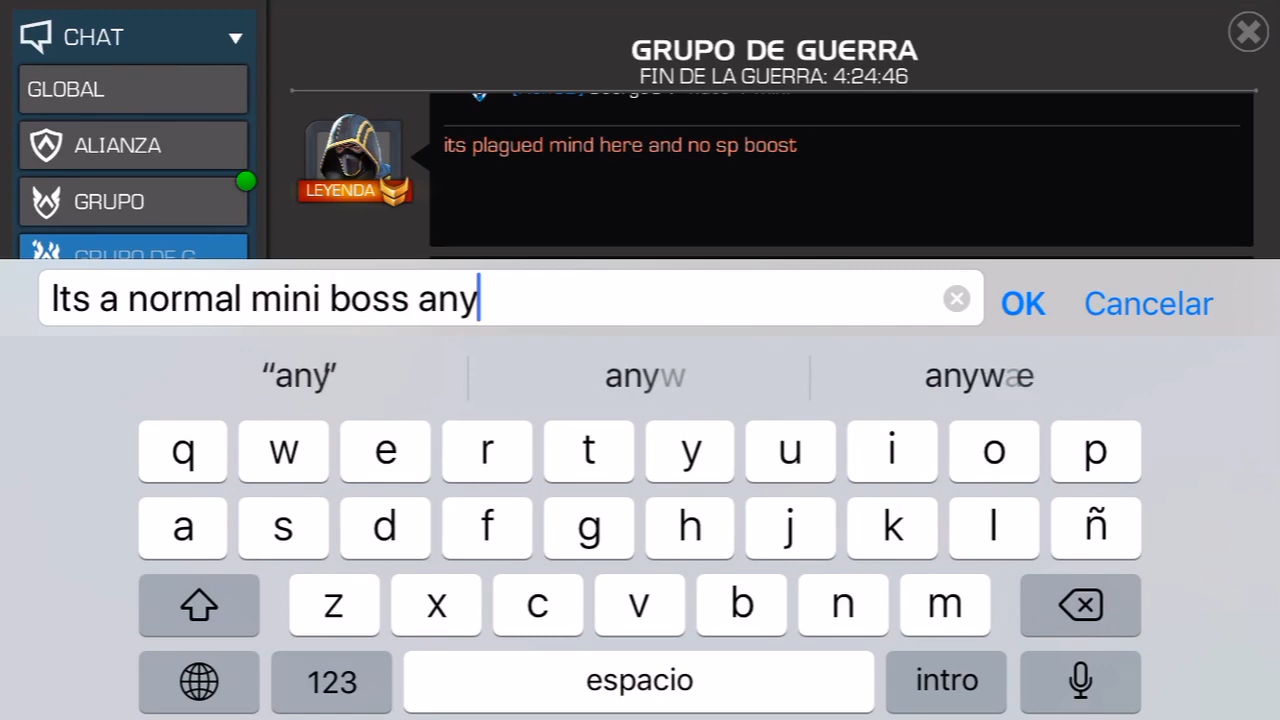 CHAT
GLOBAL
ALIANZA
GRUPO
GRUPO DE GUERRA
FIN DE LA GUERRA: 4:24:46
its plagued mind here and no sp boost
LEYENDA
Its a normal mini boss any
OK
Cancelar
“any”
anyw
q w e r t y u i o p
a s d f g h j k l ñ
z x c v b n m
123
espacio
intro